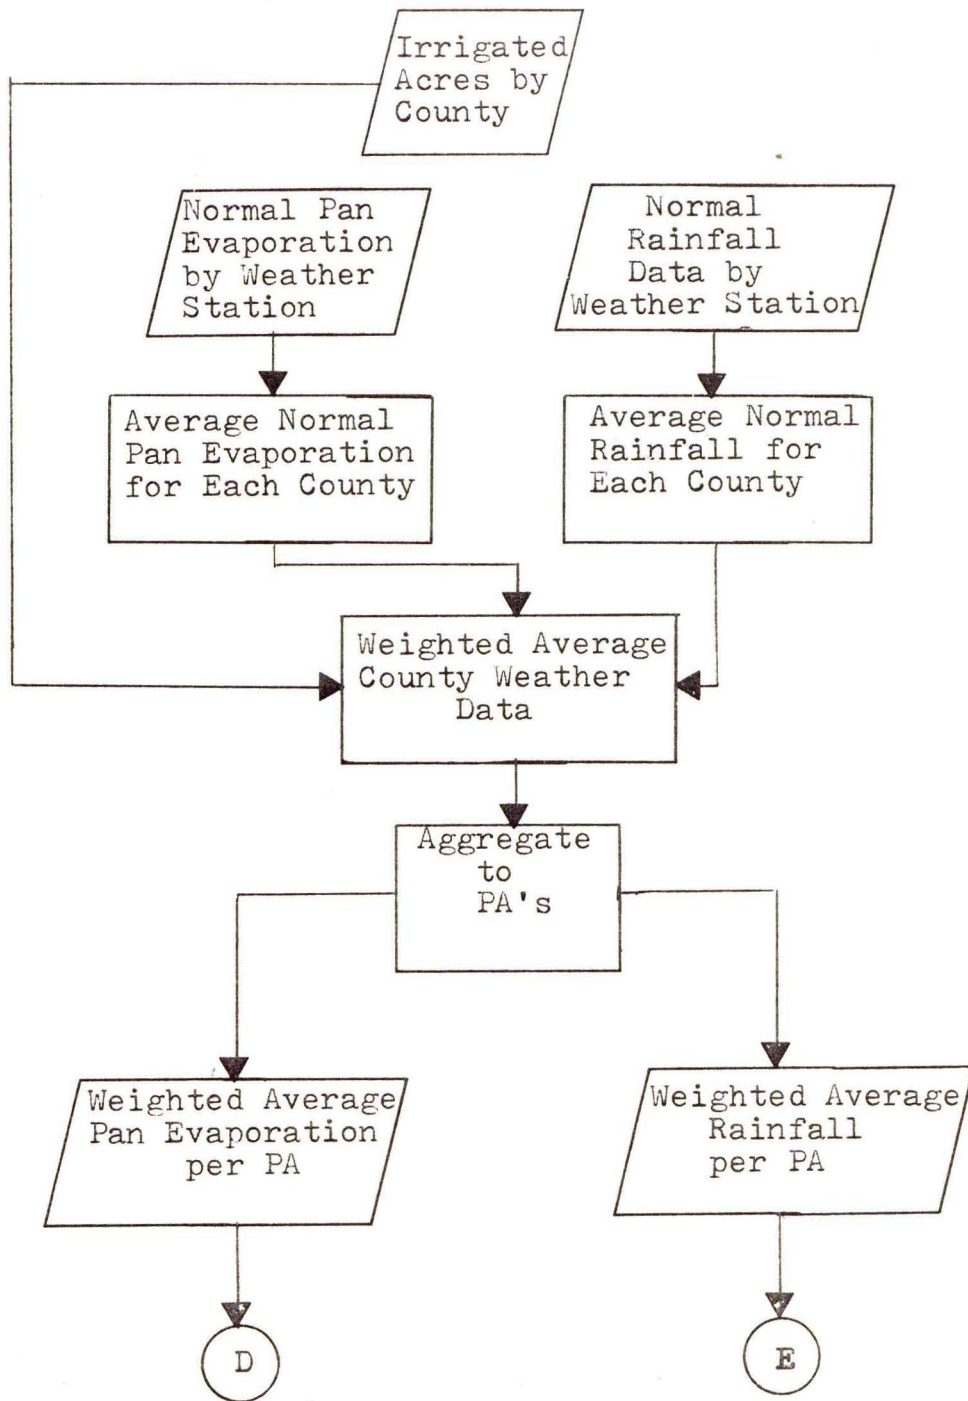 Irrigated
Acres by
County
Normal Pan
Evaporation
by Weather
Station
Normal
Rainfall
Data by
Weather Station
Average Normal
Pan Evaporation
for Each County
Average Normal
Rainfall for
Each County
Weighted Average
County Weather
Data
Aggregate
to
PA's
Weighted Average
Pan Evaporation
per PA
Weighted Average
Rainfall
per PA
D
E